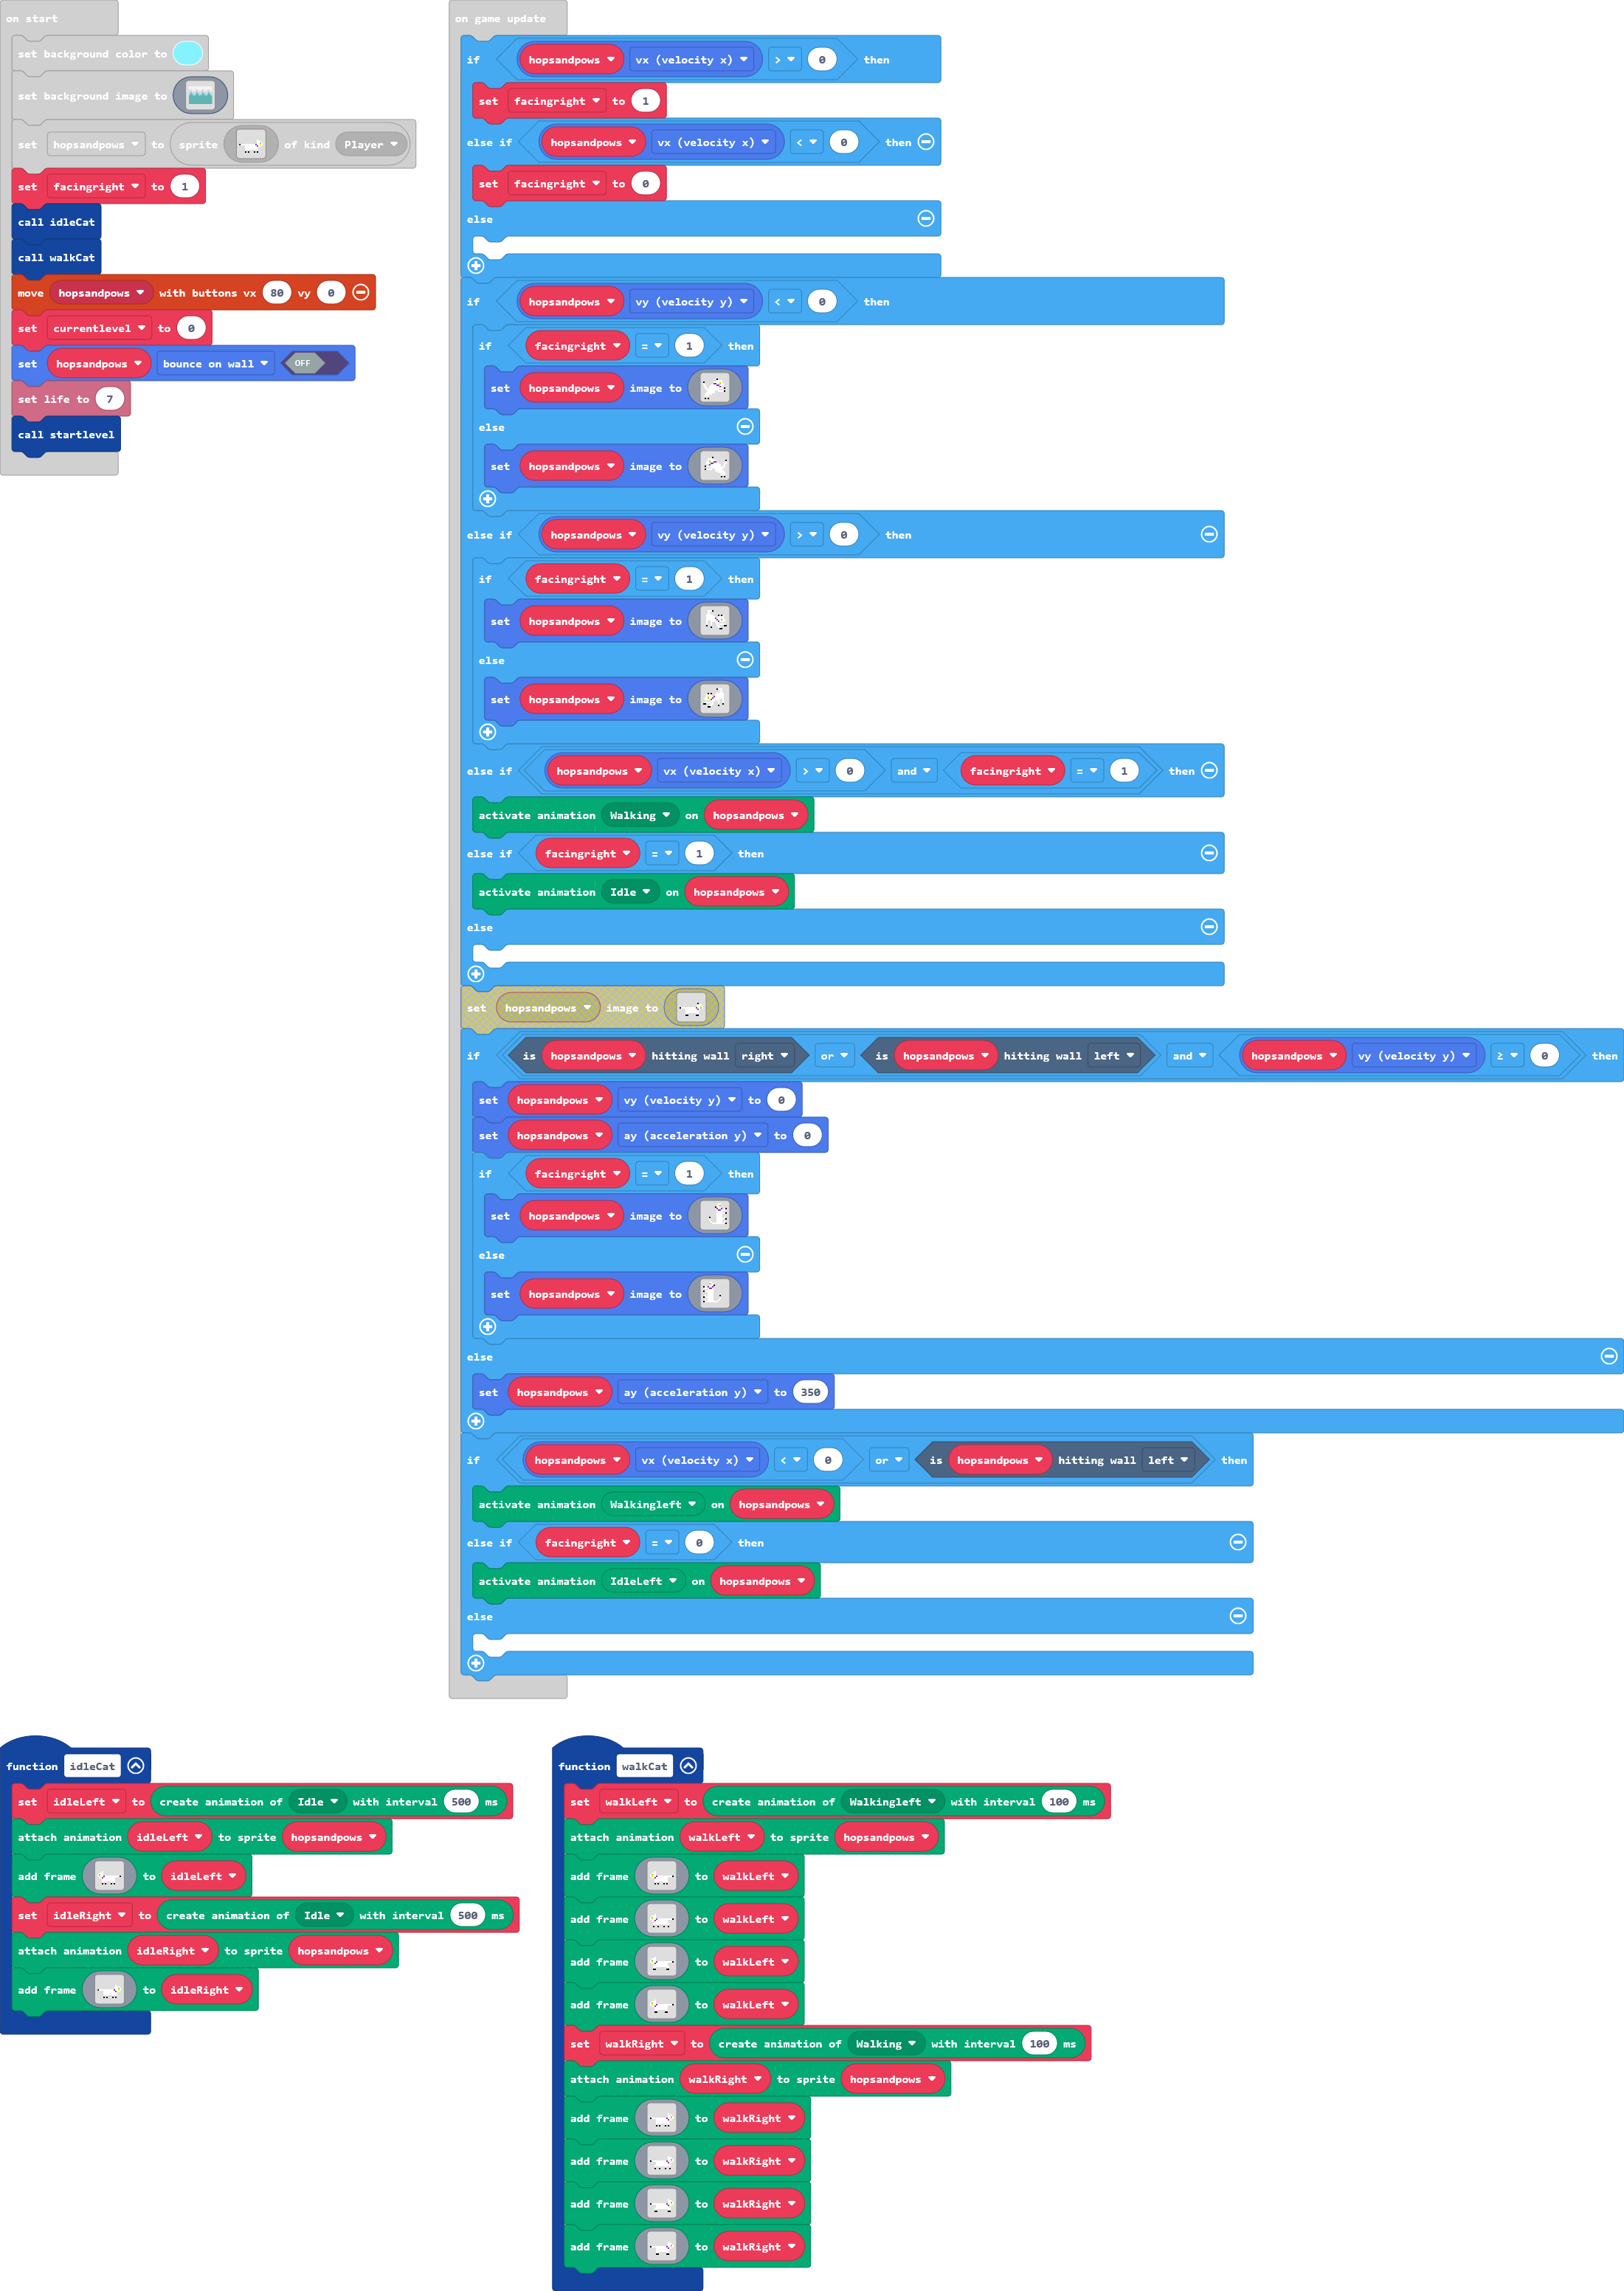 on start
set background color to
set background image to
set hopsandpows to sprite of kind Player
set facingright to 1
call idleCat
call walkCat
move hopsandpows with buttons vx 80 vy 0
set currentlevel to 0
set hopsandpows bounce on wall OFF
set life to 7
call startlevel
on game update
if hopsandpows vx (velocity x) > 0 then
set facingright to 1
else if hopsandpows vx (velocity x) < 0 then
set facingright to 0
else
if hopsandpows vy (velocity y) < 0 then
if facingright = 1 then
set hopsandpows image to
else
set hopsandpows image to
else if hopsandpows vy (velocity y) > 0 then
if facingright = 1 then
set hopsandpows image to
else
set hopsandpows image to
else if hopsandpows vx (velocity x) > 0 and facingright = 1 then
activate animation Walking on hopsandpows
else if facingright = 1 then
activate animation Idle on hopsandpows
else
set hopsandpows image to
if is hopsandpows hitting wall right or is hopsandpows hitting wall left and hopsandpows vy (velocity y) ≥ 0 then
set hopsandpows vy (velocity y) to 0
set hopsandpows ay (acceleration y) to 0
if facingright = 1 then
set hopsandpows image to
else
set hopsandpows image to
else
set hopsandpows ay (acceleration y) to 350
if hopsandpows vx (velocity x) < 0 or is hopsandpows hitting wall left then
activate animation Walkingleft on hopsandpows
else if facingright = 0 then
activate animation IdleLeft on hopsandpows
else
function idleCat
set idleLeft to create animation of Idle with interval 500 ms
attach animation idleLeft to sprite hopsandpows
add frame to idleLeft
set idleRight to create animation of Idle with interval 500 ms
attach animation idleRight to sprite hopsandpows
add frame to idleRight
function walkCat
set walkLeft to create animation of Walkingleft with interval 100 ms
attach animation walkLeft to sprite hopsandpows
add frame to walkLeft
add frame to walkLeft
add frame to walkLeft
add frame to walkLeft
set walkRight to create animation of Walking with interval 100 ms
attach animation walkRight to sprite hopsandpows
add frame to walkRight
add frame to walkRight
add frame to walkRight
add frame to walkRight